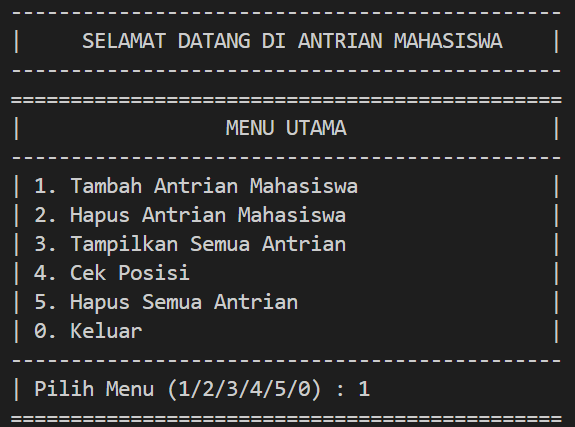 ----------------------------------------------
|     SELAMAT DATANG DI ANTRIAN MAHASISWA    |
----------------------------------------------
==============================================
|                 MENU UTAMA                 |
----------------------------------------------
| 1. Tambah Antrian Mahasiswa                |
| 2. Hapus Antrian Mahasiswa                 |
| 3. Tampilkan Semua Antrian                 |
| 4. Cek Posisi                              |
| 5. Hapus Semua Antrian                     |
| 0. Keluar                                  |
----------------------------------------------
| Pilih Menu (1/2/3/4/5/0) : 1
==============================================